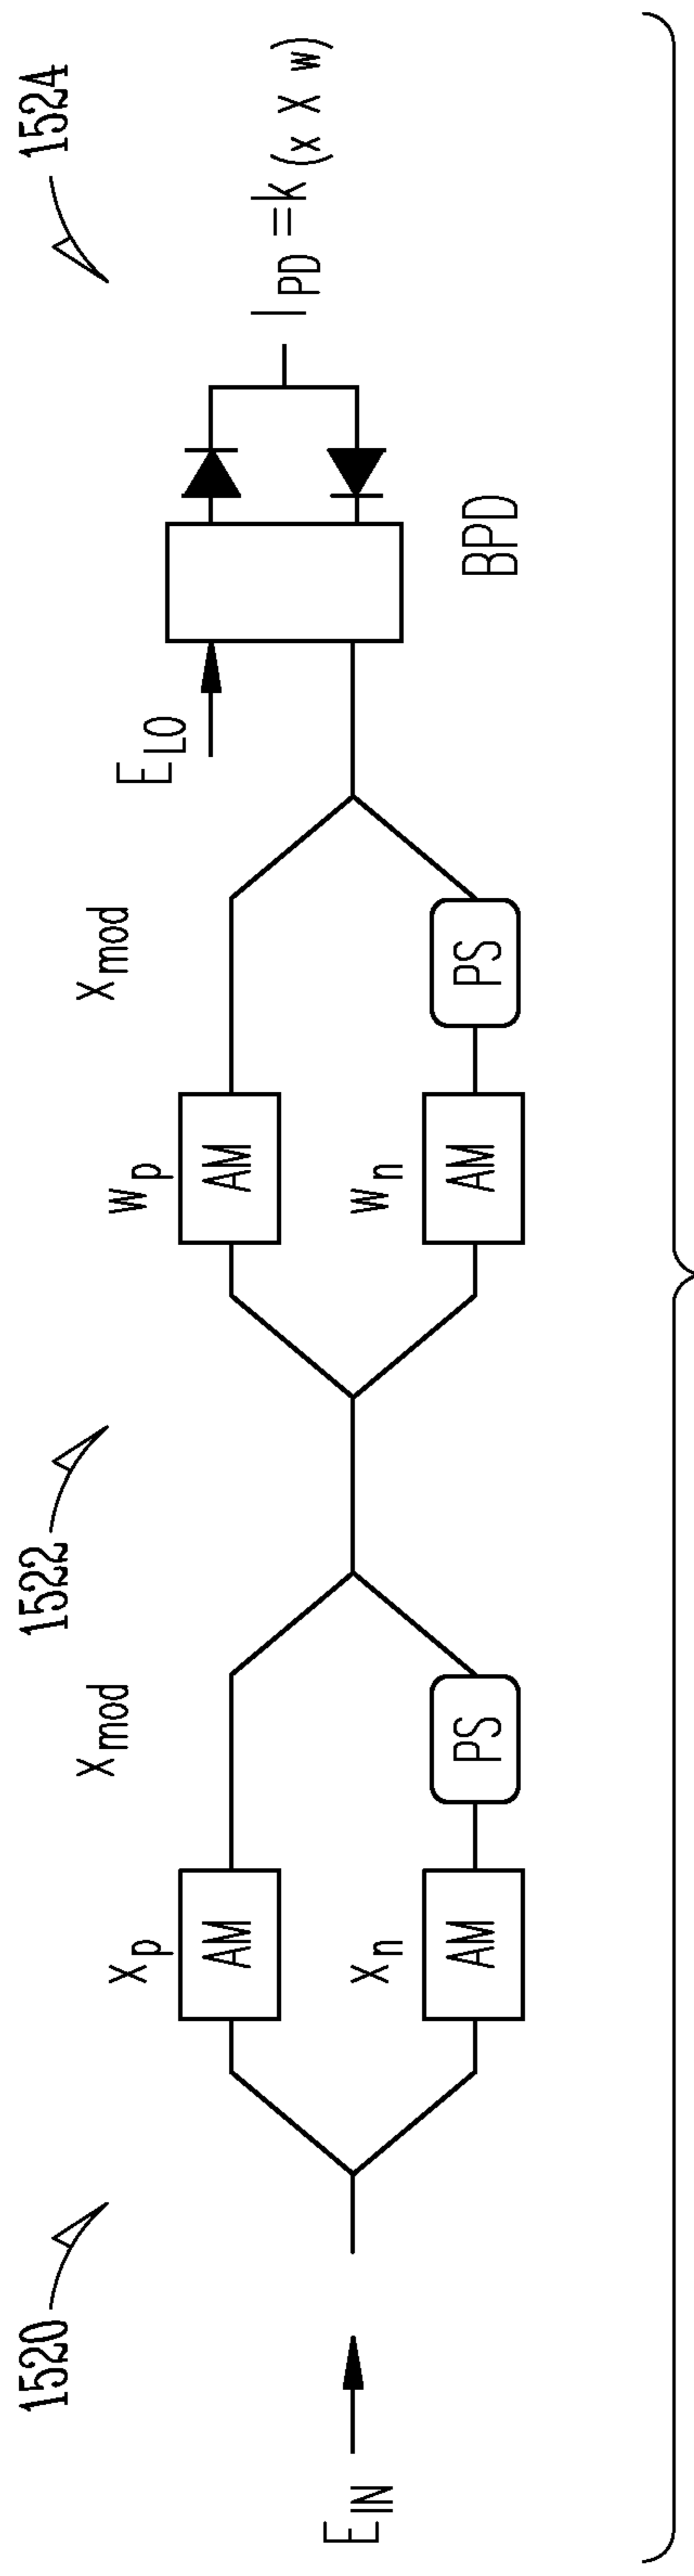 1520
1522
1524
E_IN
x_p
AM
x_n
AM
PS
x_mod
w_p
AM
w_n
AM
PS
x_mod
E_LO
BPD
I_PD =k (x X w)